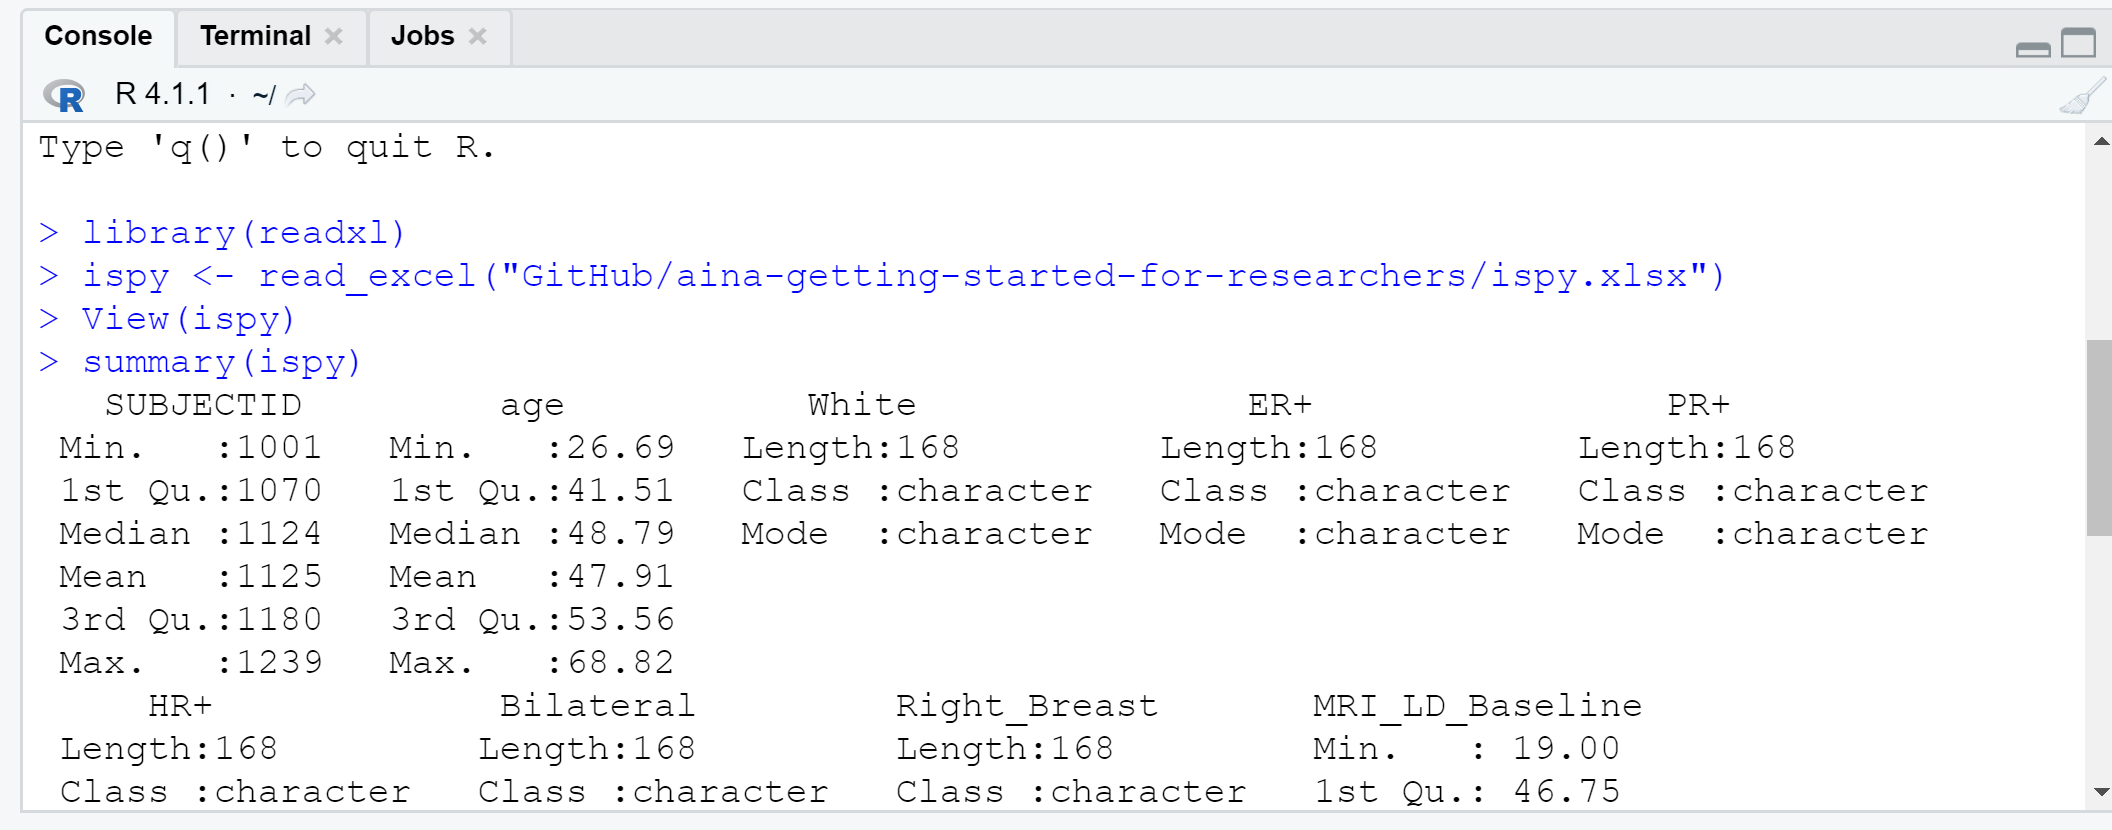 Console Terminal Jobs
R R 4.1.1 · ~/
Type 'q()' to quit R.
> library(readxl)
> ispy <- read_excel("GitHub/aina-getting-started-for-researchers/ispy.xlsx")
> View(ispy)
> summary(ispy)
SUBJECTID age White ER+ PR+
Min. :1001 Min. :26.69 Length:168 Length:168 Length:168
1st Qu.:1070 1st Qu.:41.51 Class :character Class :character Class :character
Median :1124 Median :48.79 Mode :character Mode :character Mode :character
Mean :1125 Mean :47.91
3rd Qu.:1180 3rd Qu.:53.56
Max. :1239 Max. :68.82
HR+ Bilateral Right_Breast MRI_LD_Baseline
Length:168 Length:168 Length:168 Min. : 19.00
Class :character Class :character Class :character 1st Qu.: 46.75